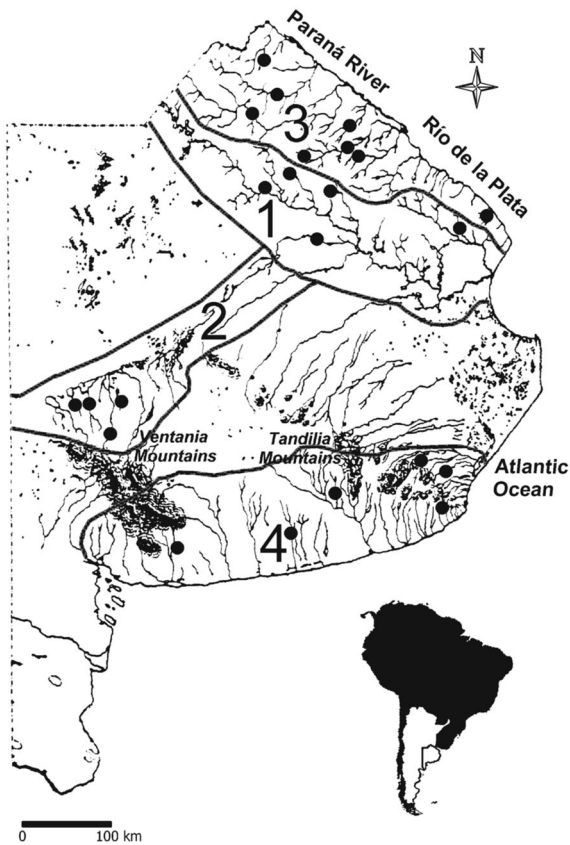 Paraná River
N
Río de la Plata
3
1
2
Ventania
Mountains
Tandilia
Mountains
Atlantic
Ocean
4
0 100 km